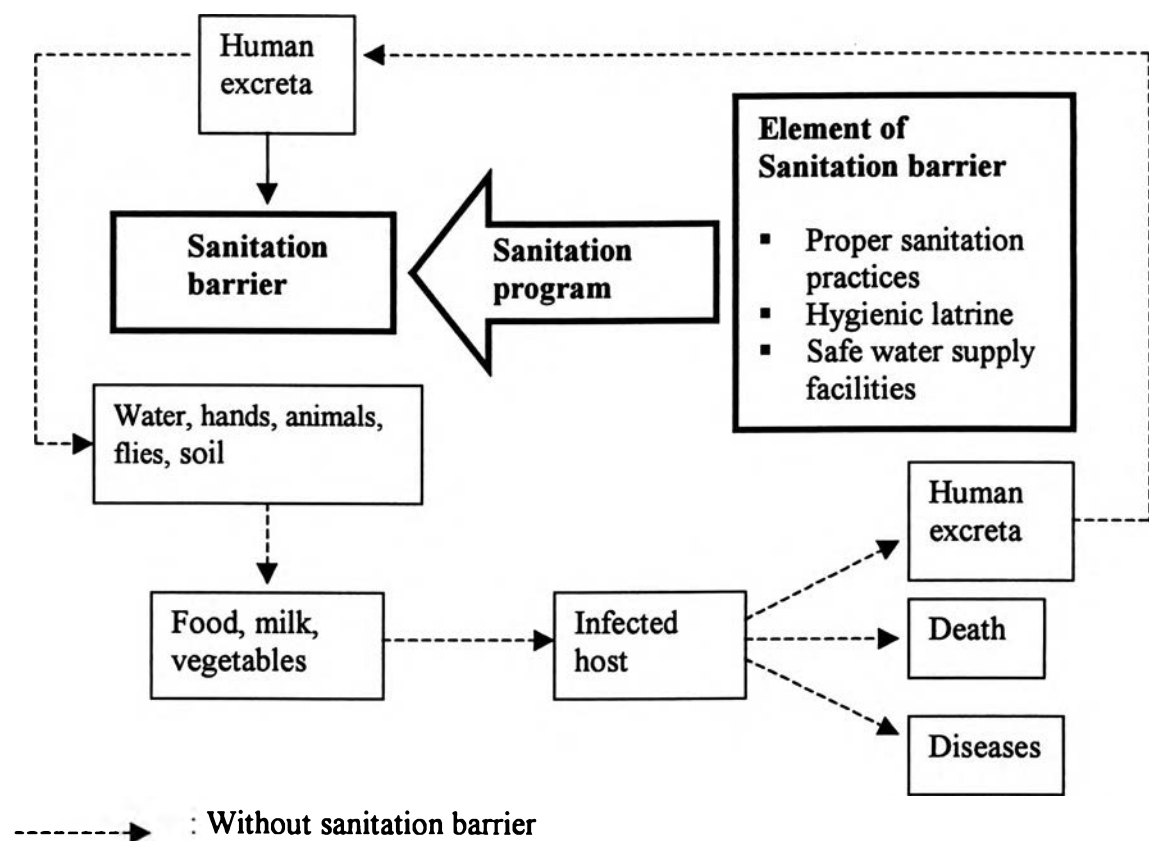 Human
excreta
Element of
Sanitation barrier
▪ Proper sanitation
practices
▪ Hygienic latrine
▪ Safe water supply
facilities
Sanitation
barrier
Sanitation
program
Water, hands, animals,
flies, soil
Human
excreta
Food, milk,
vegetables
Infected
host
Death
Diseases
: Without sanitation barrier